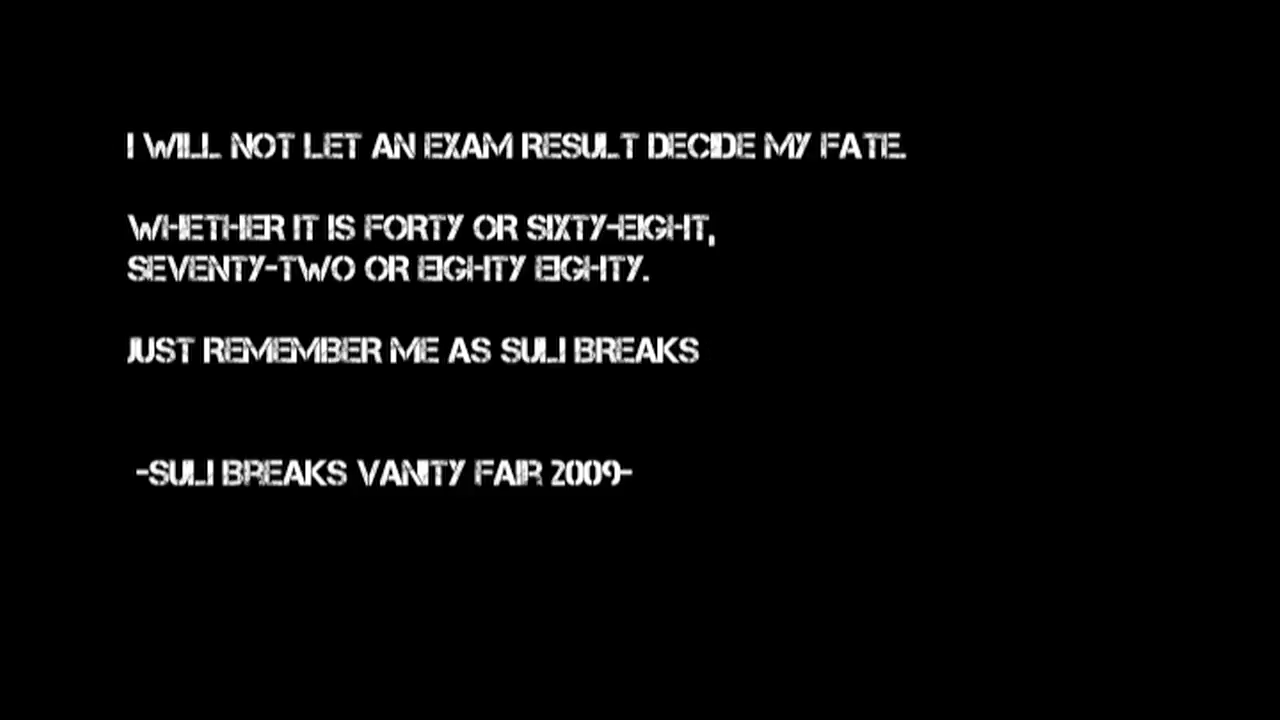 I WILL NOT LET AN EXAM RESULT DECIDE MY FATE.
WHETHER IT IS FORTY OR SIXTY-EIGHT,
SEVENTY-TWO OR EIGHTY EIGHTY.
JUST REMEMBER ME AS SULI BREAKS
-SULI BREAKS VANITY FAIR 2009-